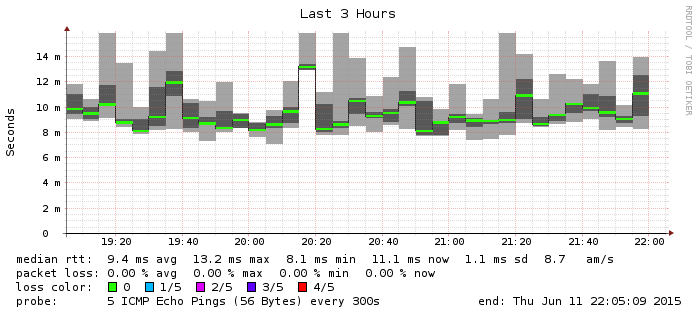 Last 3 Hours
RRDTOOL / TOBI OETIKER
Seconds
14 m
12 m
10 m
8 m
6 m
4 m
2 m
0
19:20 19:40 20:00 20:20 20:40 21:00 21:20 21:40 22:00
median rtt: 9.4 ms avg 13.2 ms max 8.1 ms min 11.1 ms now 1.1 ms sd 8.7 am/s
packet loss: 0.00 % avg 0.00 % max 0.00 % min 0.00 % now
loss color: 0 1/5 2/5 3/5 4/5
probe: 5 ICMP Echo Pings (56 Bytes) every 300s end: Thu Jun 11 22:05:09 2015